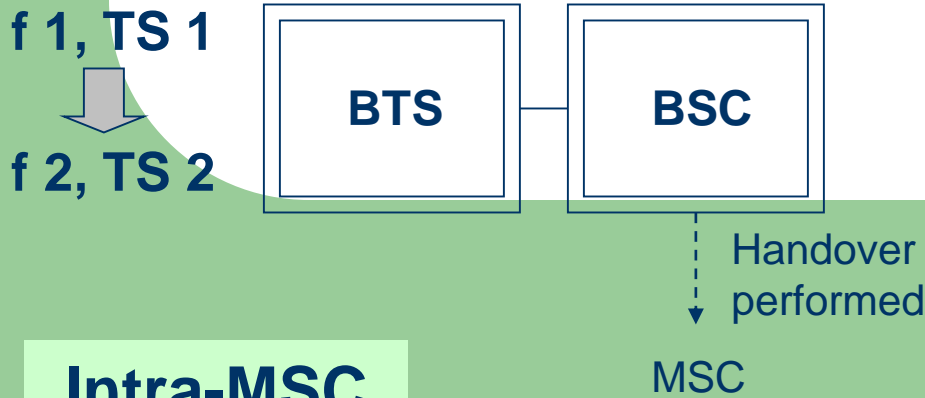 f 1, TS 1
BTS
BSC
f 2, TS 2
Handover
performed
MSC
Intra-MSC